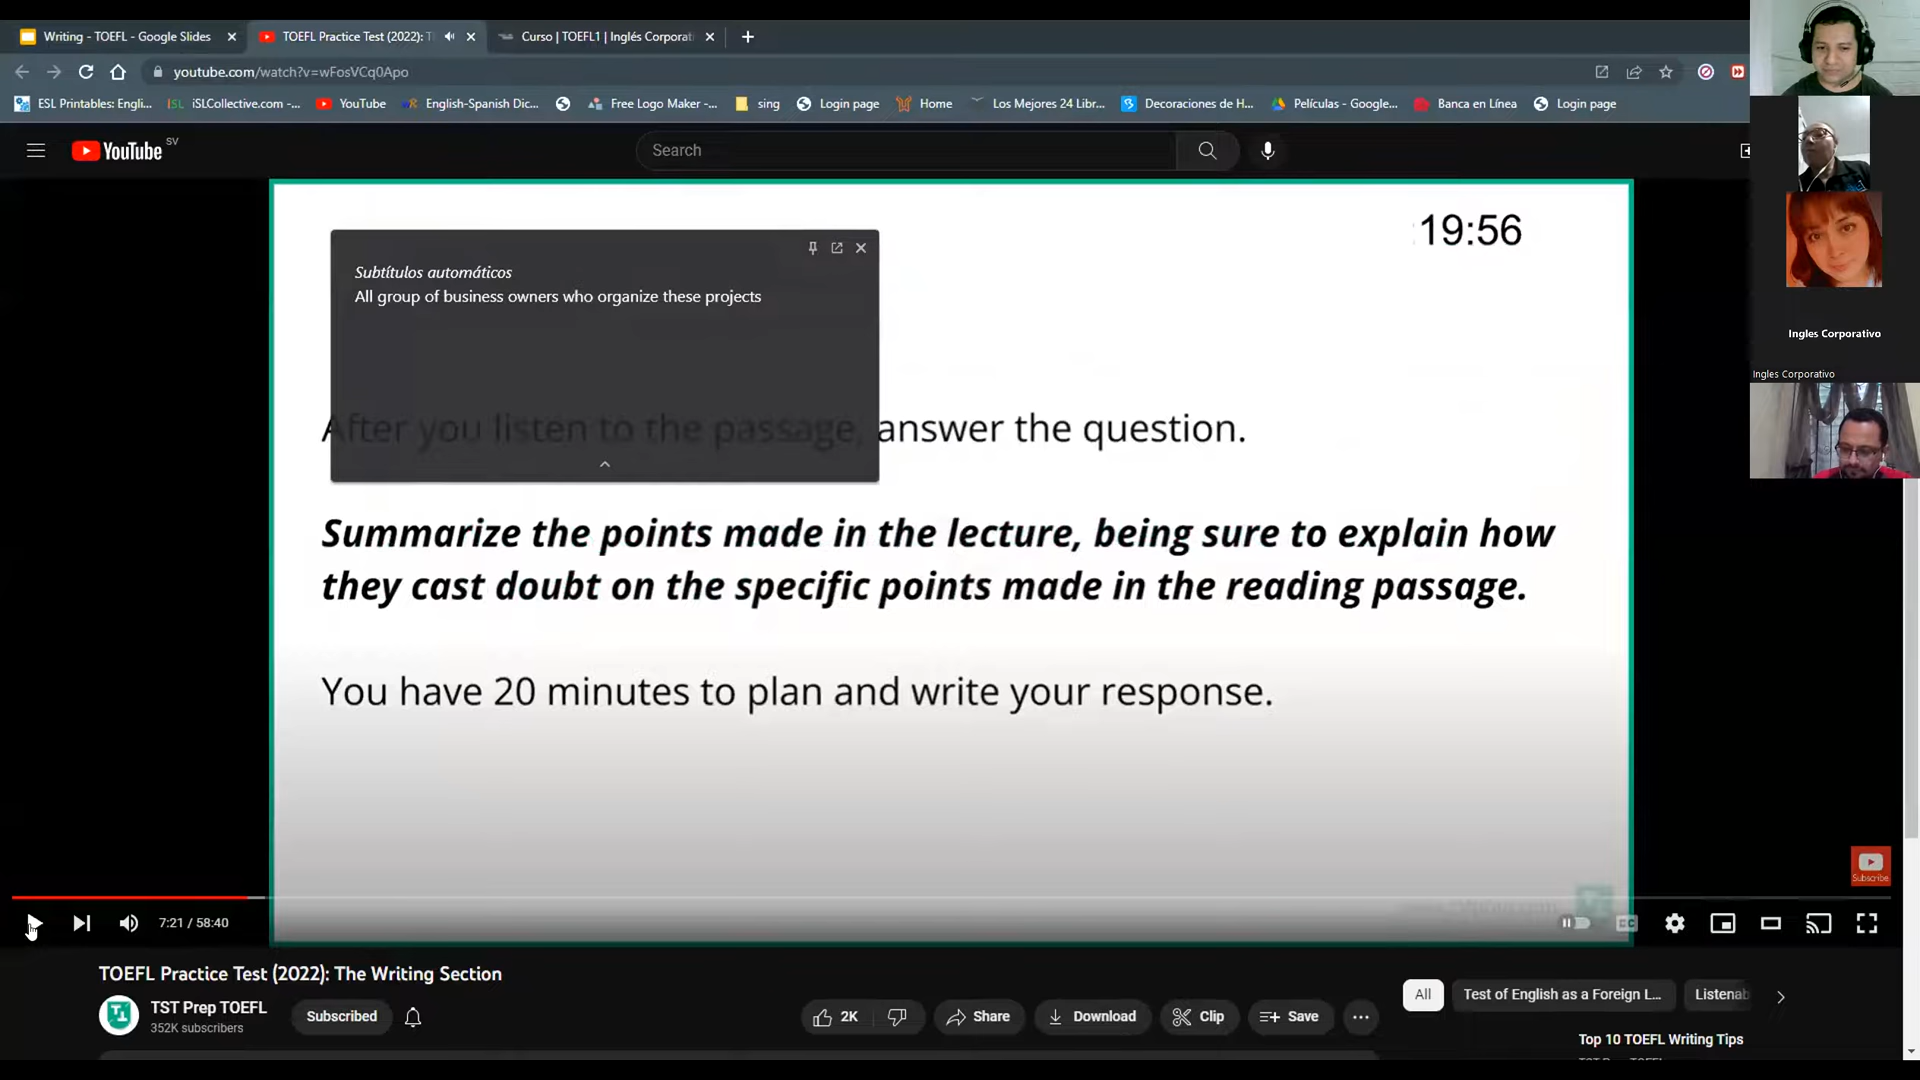 Writing - TOEFL - Google Slides
TOEFL Practice Test (2022): T
Curso | TOEFL1 | Inglés Corporati
youtube.com/watch?v=wFosVCq0Apo
ESL Printables: Engli...
iSLCollective.com -...
YouTube
English-Spanish Dic...
Free Logo Maker -...
sing
Login page
Home
Los Mejores 24 Libr...
Decoraciones de H...
Películas - Google...
Banca en Línea
Login page
YouTube
SV
Search
19:56
Subtítulos automáticos
All group of business owners who organize these projects
After you listen to the passage, answer the question.
Summarize the points made in the lecture, being sure to explain how
they cast doubt on the specific points made in the reading passage.
You have 20 minutes to plan and write your response.
Ingles Corporativo
Ingles Corporativo
Subscribe
7:21 / 58:40
CC
TOEFL Practice Test (2022): The Writing Section
TST Prep TOEFL
352K subscribers
Subscribed
2K
Share
Download
Clip
Save
All
Test of English as a Foreign L...
Listenab
Top 10 TOEFL Writing Tips